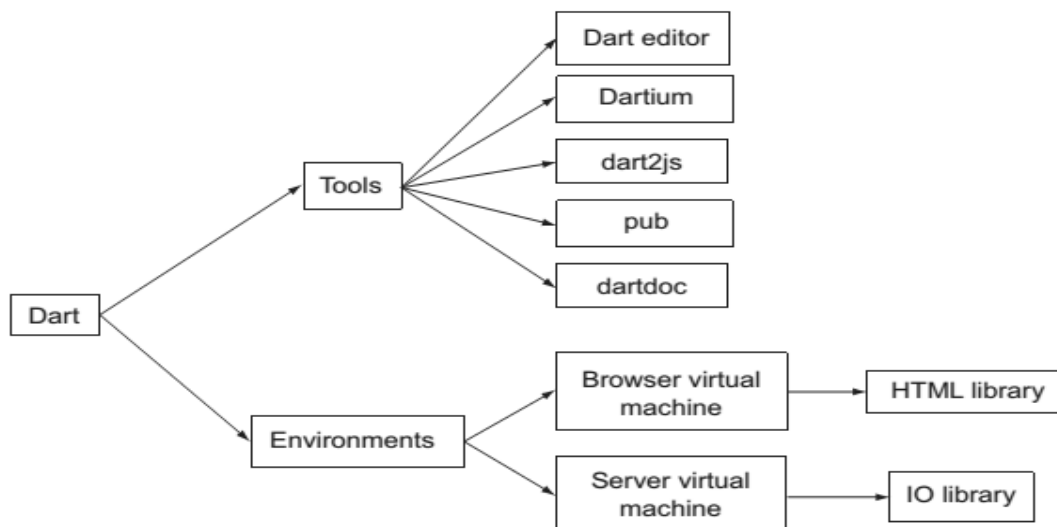 Dart editor
Dartium
dart2js
Tools
pub
dartdoc
Dart
Browser virtual
machine
HTML library
Environments
Server virtual
machine
IO library